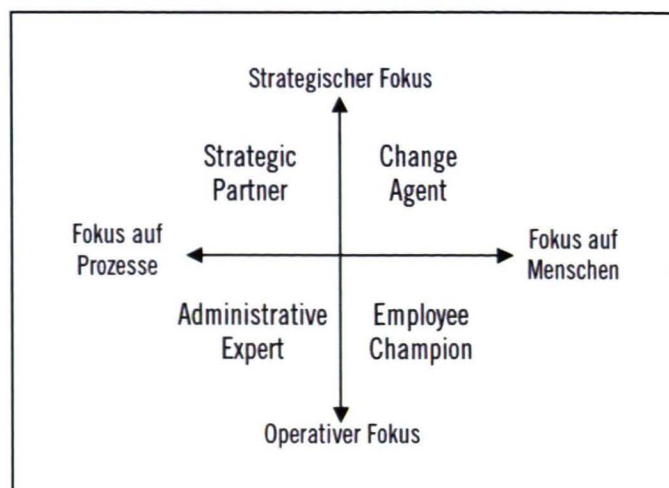 Strategischer Fokus
Strategic
Partner
Change
Agent
Fokus auf
Prozesse
Fokus auf
Menschen
Administrative
Expert
Employee
Champion
Operativer Fokus